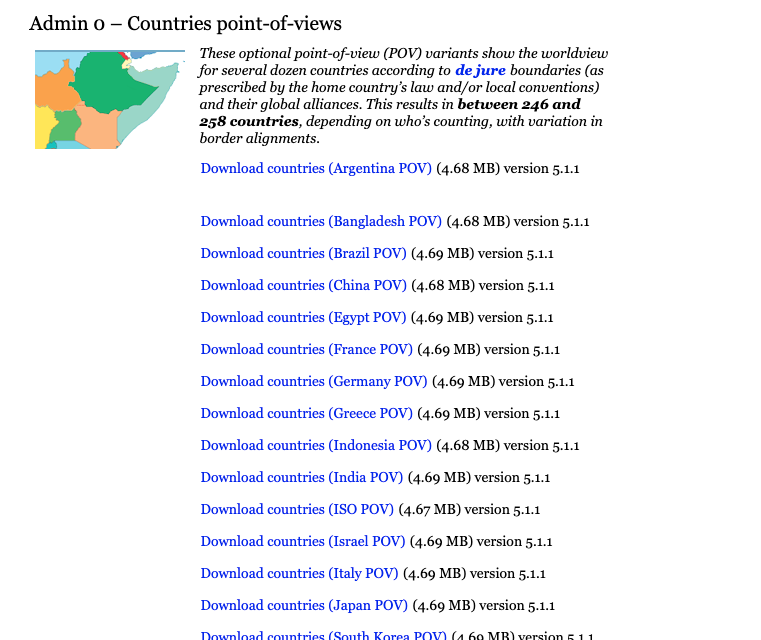 Admin 0 – Countries point-of-views
These optional point-of-view (POV) variants show the worldview
for several dozen countries according to de jure boundaries (as
prescribed by the home country's law and/or local conventions)
and their global alliances. This results in between 246 and
258 countries, depending on who's counting, with variation in
border alignments.
Download countries (Argentina POV) (4.68 MB) version 5.1.1
Download countries (Bangladesh POV) (4.68 MB) version 5.1.1
Download countries (Brazil POV) (4.69 MB) version 5.1.1
Download countries (China POV) (4.68 MB) version 5.1.1
Download countries (Egypt POV) (4.69 MB) version 5.1.1
Download countries (France POV) (4.69 MB) version 5.1.1
Download countries (Germany POV) (4.69 MB) version 5.1.1
Download countries (Greece POV) (4.69 MB) version 5.1.1
Download countries (Indonesia POV) (4.68 MB) version 5.1.1
Download countries (India POV) (4.69 MB) version 5.1.1
Download countries (ISO POV) (4.67 MB) version 5.1.1
Download countries (Israel POV) (4.69 MB) version 5.1.1
Download countries (Italy POV) (4.69 MB) version 5.1.1
Download countries (Japan POV) (4.69 MB) version 5.1.1
Download countries (South Korea POV) (4.69 MB) version 5.1.1